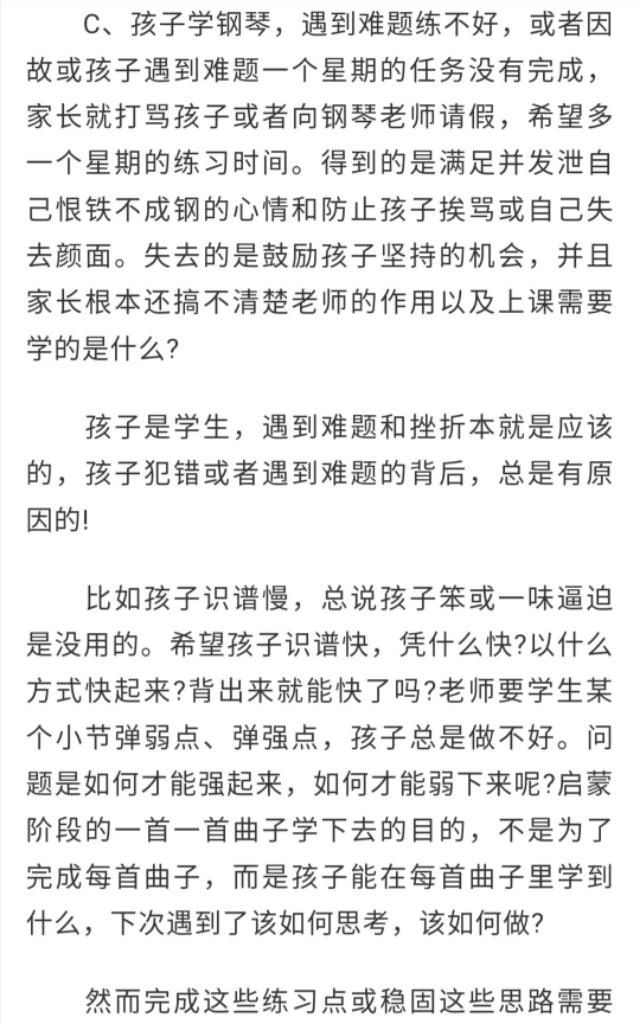 C、孩子学钢琴，遇到难题练不好，或者因
故或孩子遇到难题一个星期的任务没有完成，
家长就打骂孩子或者向钢琴老师请假，希望多
一个星期的练习时间。得到的是满足并发泄自
己恨铁不成钢的心情和防止孩子挨骂或自己失
去颜面。失去的是鼓励孩子坚持的机会，并且
家长根本还搞不清楚老师的作用以及上课需要
学的是什么?
孩子是学生，遇到难题和挫折本就是应该
的，孩子犯错或者遇到难题的背后，总是有原
因的!
比如孩子识谱慢，总说孩子笨或一味逼迫
是没用的。希望孩子识谱快，凭什么快?以什么
方式快起来?背出来就能快了吗?老师要学生某
个小节弹弱点、弹强点，孩子总是做不好。问
题是如何才能强起来，如何才能弱下来呢?启蒙
阶段的一首一首曲子学下去的目的，不是为了
完成每首曲子，而是孩子能在每首曲子里学到
什么，下次遇到了该如何思考，该如何做?
然而完成这些练习点或稳固这些思路需要